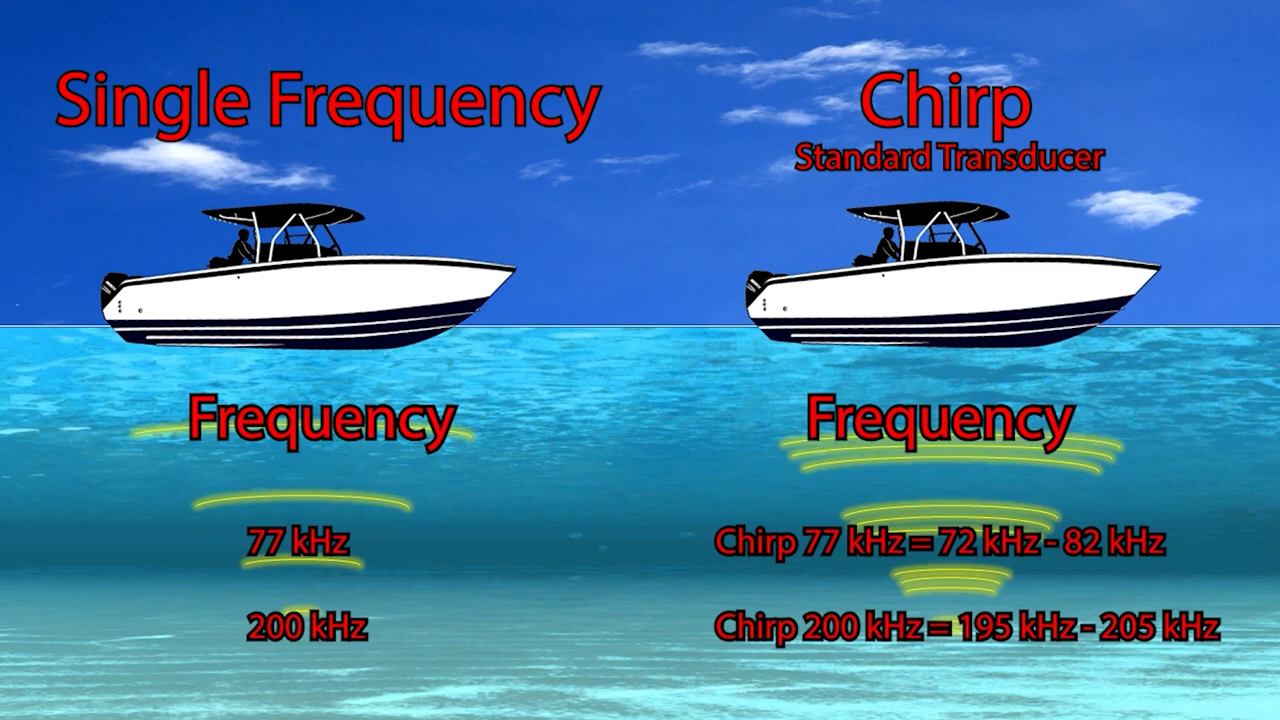 Single Frequency
Chirp
Standard Transducer
Frequency
77 kHz
200 kHz
Frequency
Chirp 77 kHz = 72 kHz - 82 kHz
Chirp 200 kHz = 195 kHz - 205 kHz